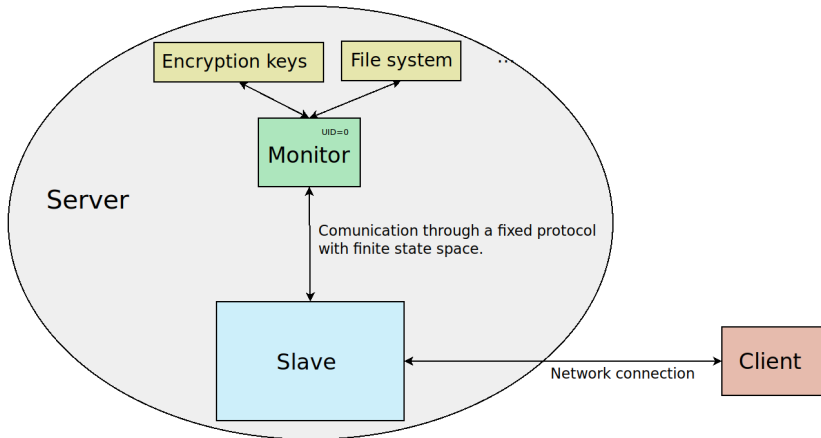 Encryption keys
File system
...
UID=0
Monitor
Server
Comunication through a fixed protocol
with finite state space.
Slave
Client
Network connection